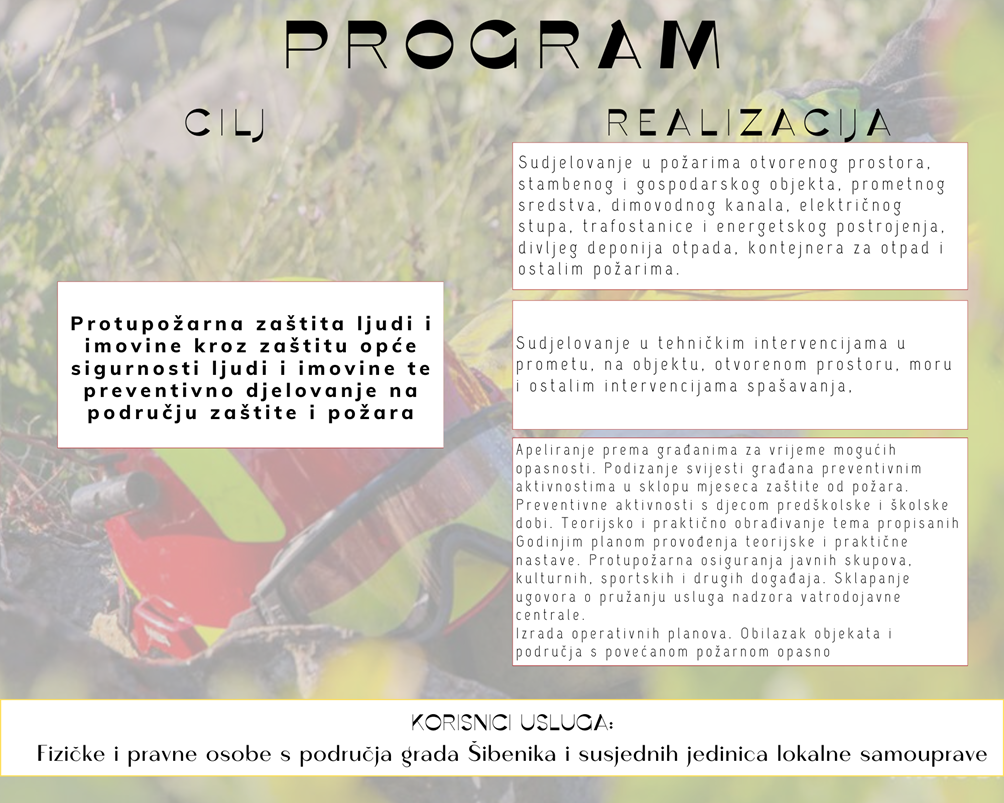 PROGRAM
CILJ
REALIZACIJA
Protupožarna zaštita ljudi i
imovine kroz zaštitu opće
sigurnosti ljudi i imovine te
preventivno djelovanje na
području zaštite i požara
Sudjelovanje u požarima otvorenog prostora,
stambenog i gospodarskog objekta, prometnog
sredstva, dimovodnog kanala, električnog
stupa, trafostanice i energetskog postrojenja,
divljeg deponija otpada, kontejnera za otpad i
ostalim požarima.
Sudjelovanje u tehničkim intervencijama u
prometu, na objektu, otvorenom prostoru, moru
i ostalim intervencijama spašavanja,
Apeliranje prema građanima za vrijeme mogućih
opasnosti. Podizanje svijesti građana preventivnim
aktivnostima u sklopu mjeseca zaštite od požara.
Preventivne aktivnosti s djecom predškolske i školske
dobi. Teorijsko i praktično obrađivanje tema propisanih
Godinjim planom provođenja teorijske i praktične
nastave. Protupožarna osiguranja javnih skupova,
kulturnih, sportskih i drugih događaja. Sklapanje
ugovora o pružanju usluga nadzora vatrodojavne
centrale.
Izrada operativnih planova. Obilazak objekata i
područja s povećanom požarnom opasno
KORISNICI USLUGA:
Fizičke i pravne osobe s područja grada Šibenika i susjednih jedinica lokalne samouprave